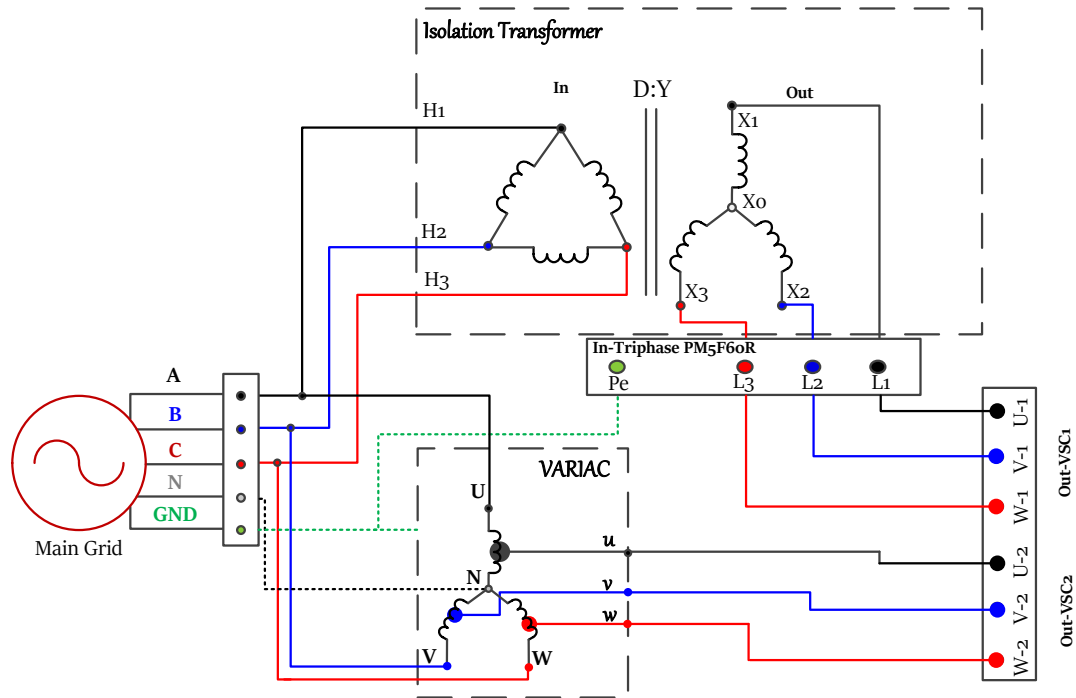 Isolation Transformer
In
D:Y
Out
H1
X1
X0
H2
H3
X3
X2
In-Triphase PM5F60R
Pe
L3
L2
L1
A
B
C
N
GND
Main Grid
VARIAC
U
N
V
W
u
v
w
U-1
V-1
W-1
U-2
V-2
W-2
Out-VSC1
Out-VSC2